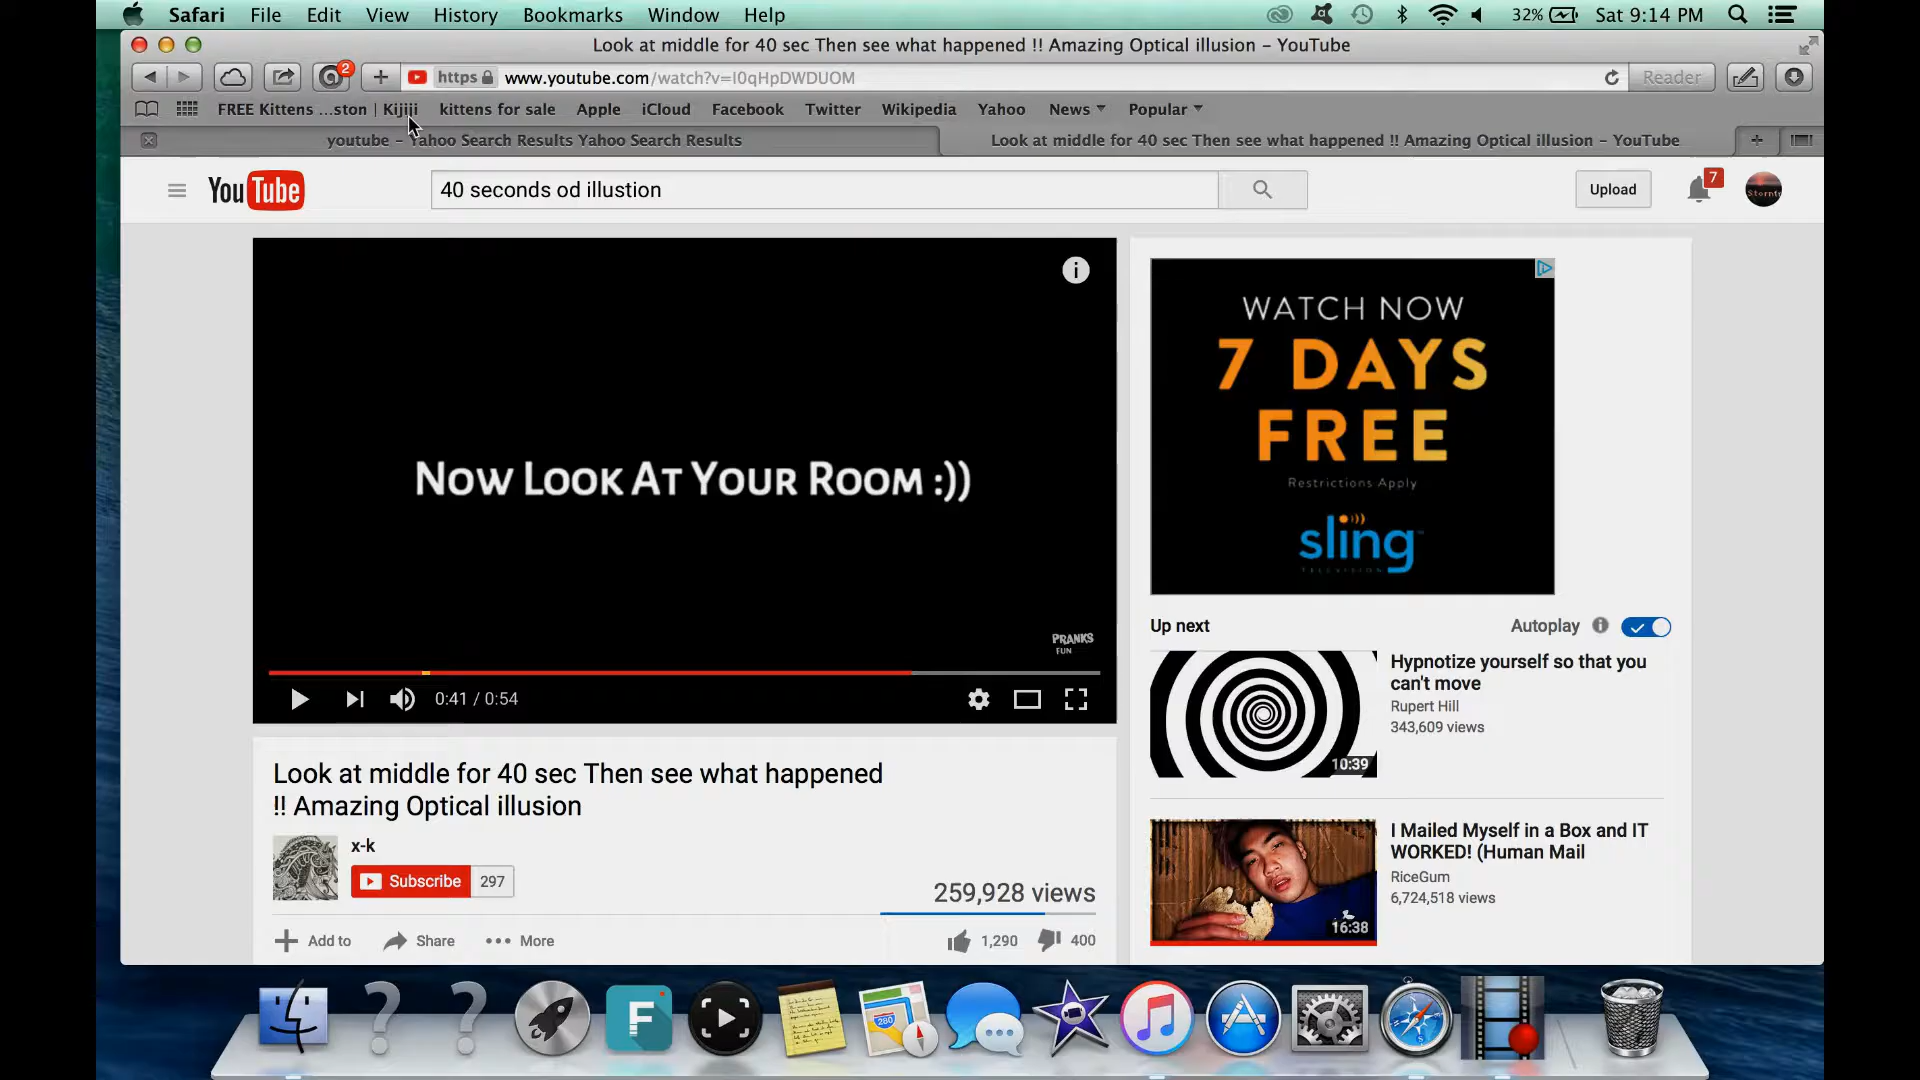 Safari File Edit View History Bookmarks Window Help 32% Sat 9:14 PM
Look at middle for 40 sec Then see what happened !! Amazing Optical illusion – YouTube
2 https www.youtube.com/watch?v=I0qHpDWDUOM Reader
FREE Kittens ...ston | Kijiji kittens for sale Apple iCloud Facebook Twitter Wikipedia Yahoo News Popular
youtube – Yahoo Search Results Yahoo Search Results Look at middle for 40 sec Then see what happened !! Amazing Optical illusion – YouTube
YouTube 40 seconds od illustion Upload 7
WATCH NOW
7 DAYS
FREE
Restrictions Apply
sling
TELEVISION
Now Look At Your Room :))
PRANKS
FUN
0:41 / 0:54
Up next Autoplay
Hypnotize yourself so that you
can't move
Rupert Hill
343,609 views
10:39
I Mailed Myself in a Box and IT
WORKED! (Human Mail
RiceGum
6,724,518 views
16:38
Look at middle for 40 sec Then see what happened
!! Amazing Optical illusion
x-k
Subscribe 297
259,928 views
Add to Share More 1,290 400
280
F